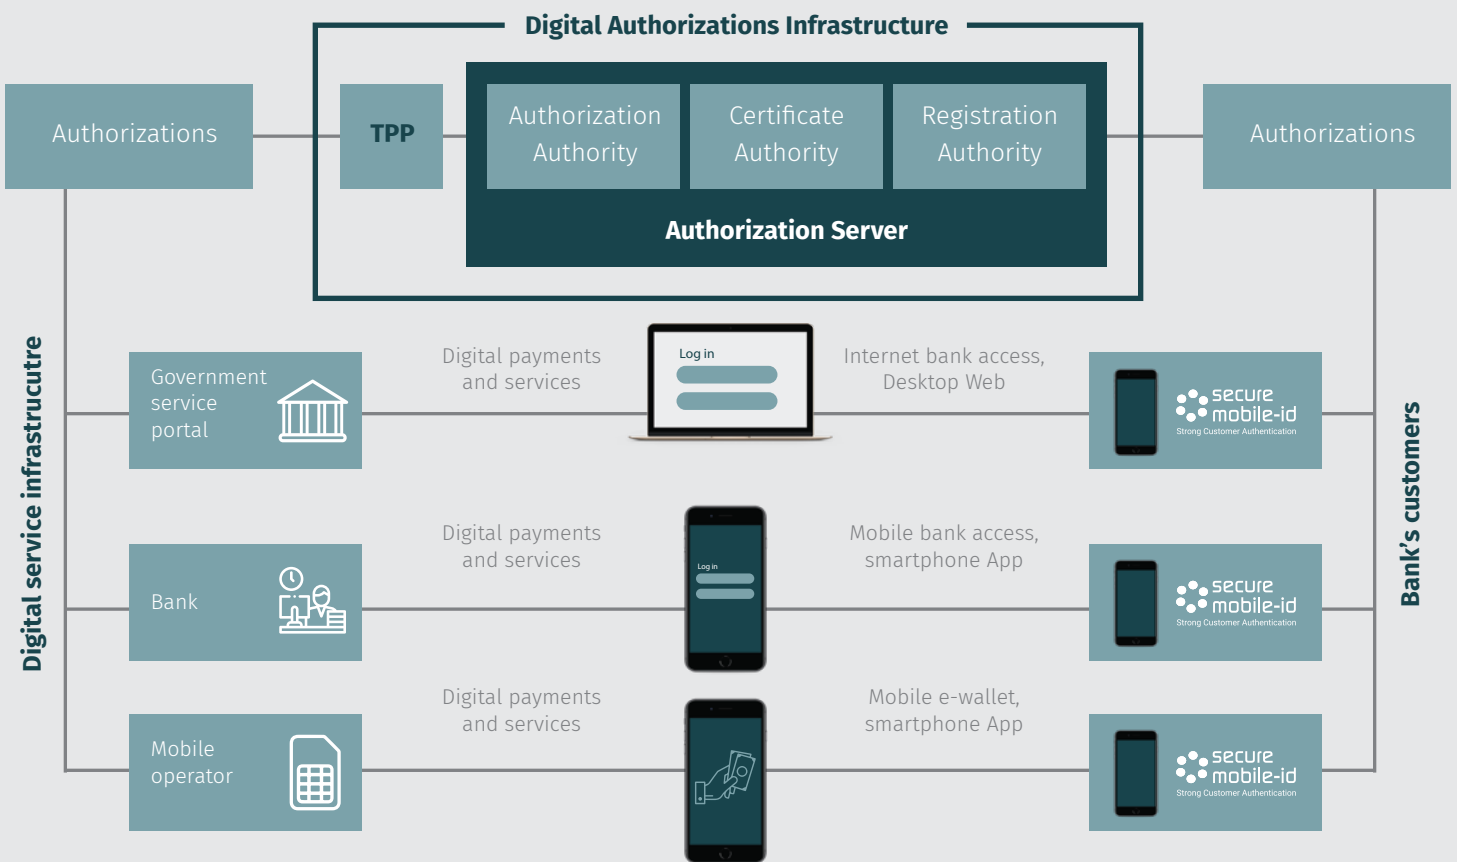 Digital Authorizations Infrastructure
Authorizations
TPP
Authorization
Authority
Certificate
Authority
Registration
Authority
Authorization Server
Authorizations
Digital service infrastrucutre
Government
service
portal
Digital payments
and services
Log in
Internet bank access,
Desktop Web
secure
mobile-id
Strong Customer Authentication
Bank
Digital payments
and services
Log in
Mobile bank access,
smartphone App
secure
mobile-id
Strong Customer Authentication
Mobile
operator
Digital payments
and services
Mobile e-wallet,
smartphone App
secure
mobile-id
Strong Customer Authentication
Bank's customers